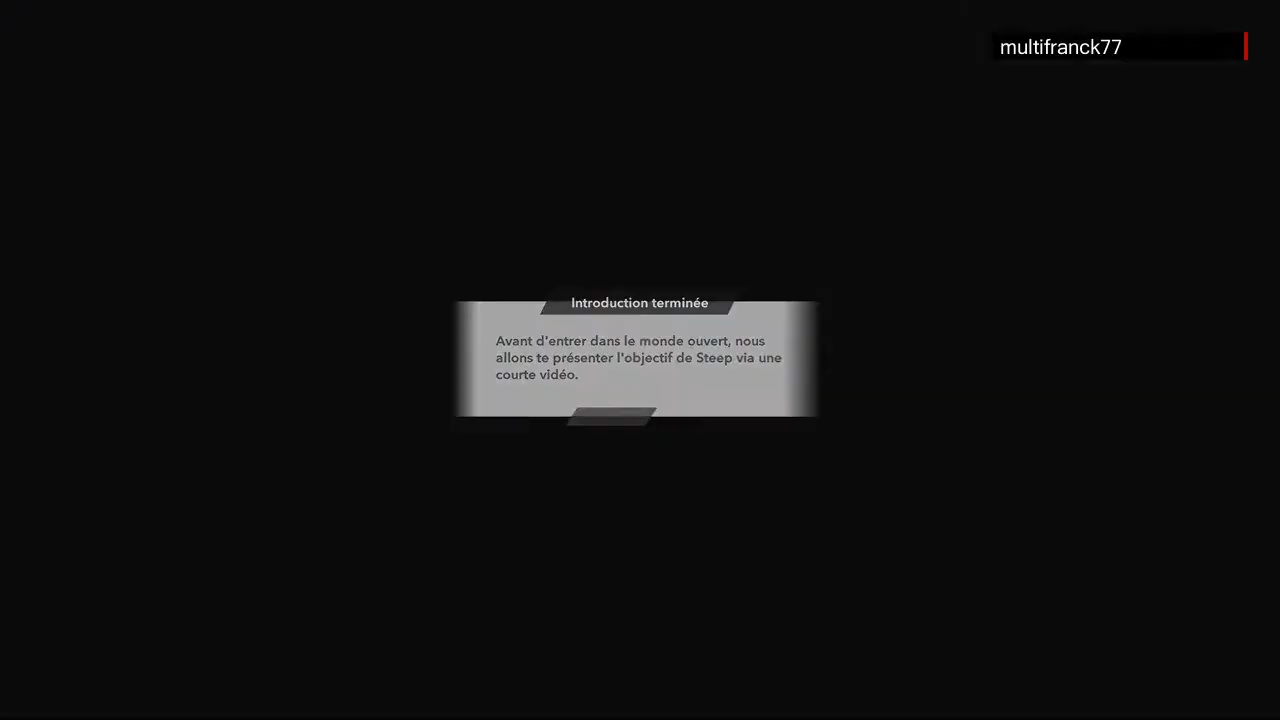 multifranck77
Introduction terminée
Avant d'entrer dans le monde ouvert, nous
allons te présenter l'objectif de Steep via une
courte vidéo.